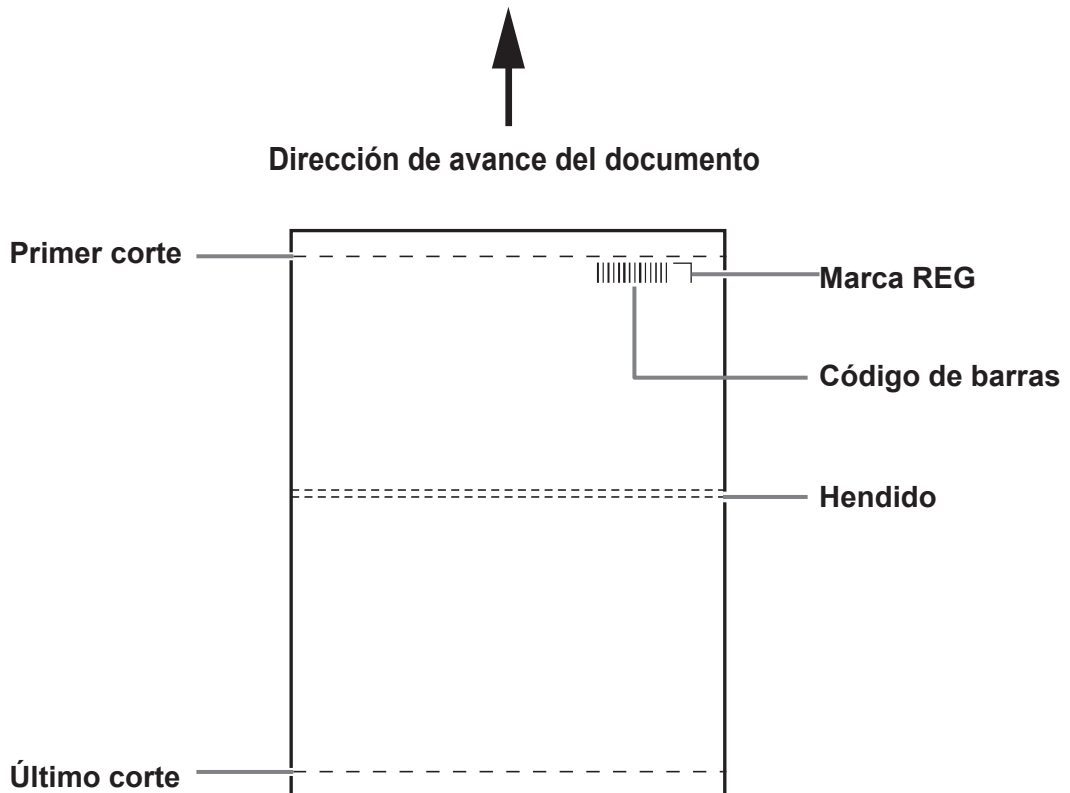 Dirección de avance del documento
Primer corte
Marca REG
Código de barras
Hendido
Último corte